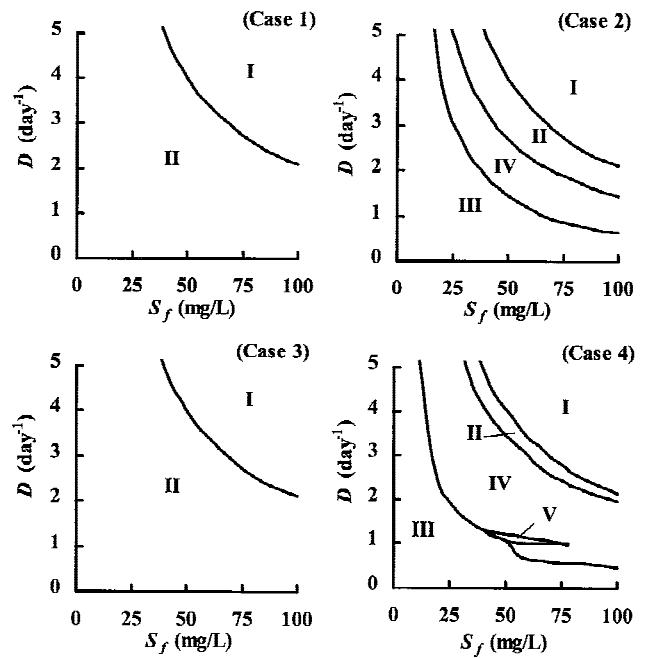 (Case 1)
5
4
3
2
1
0
D (day-1)
I
II
0 25 50 75 100
Sf (mg/L)
(Case 2)
5
4
3
2
1
0
D (day-1)
I
II
IV
III
0 25 50 75 100
Sf (mg/L)
(Case 3)
5
4
3
2
1
0
D (day-1)
I
II
0 25 50 75 100
Sf (mg/L)
(Case 4)
5
4
3
2
1
0
D (day-1)
I
II
IV
V
III
0 25 50 75 100
Sf (mg/L)